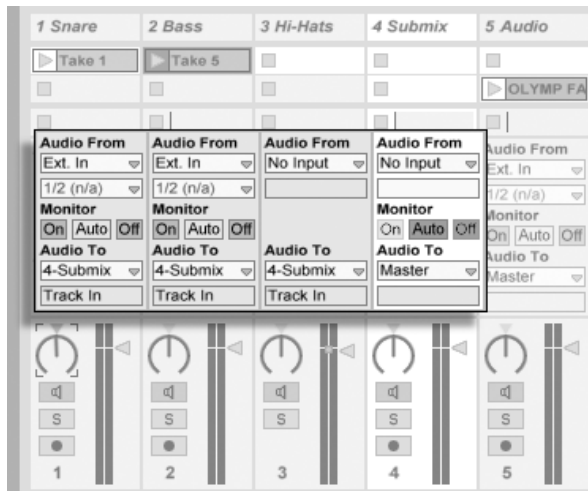 1 Snare 2 Bass 3 Hi-Hats 4 Submix 5 Audio
Take 1 Take 5
OLYMP FA
Audio From Audio From Audio From Audio From Audio From
Ext. In Ext. In No Input No Input Ext. In
1/2 (n/a) 1/2 (n/a) 1/2 (n/a)
Monitor Monitor Monitor Monitor
On Auto Off On Auto Off On Auto Off On Auto Off
Audio To Audio To Audio To Audio To Audio To
4-Submix 4-Submix 4-Submix Master Master
Track In Track In Track In
S S S S S
1 2 3 4 5